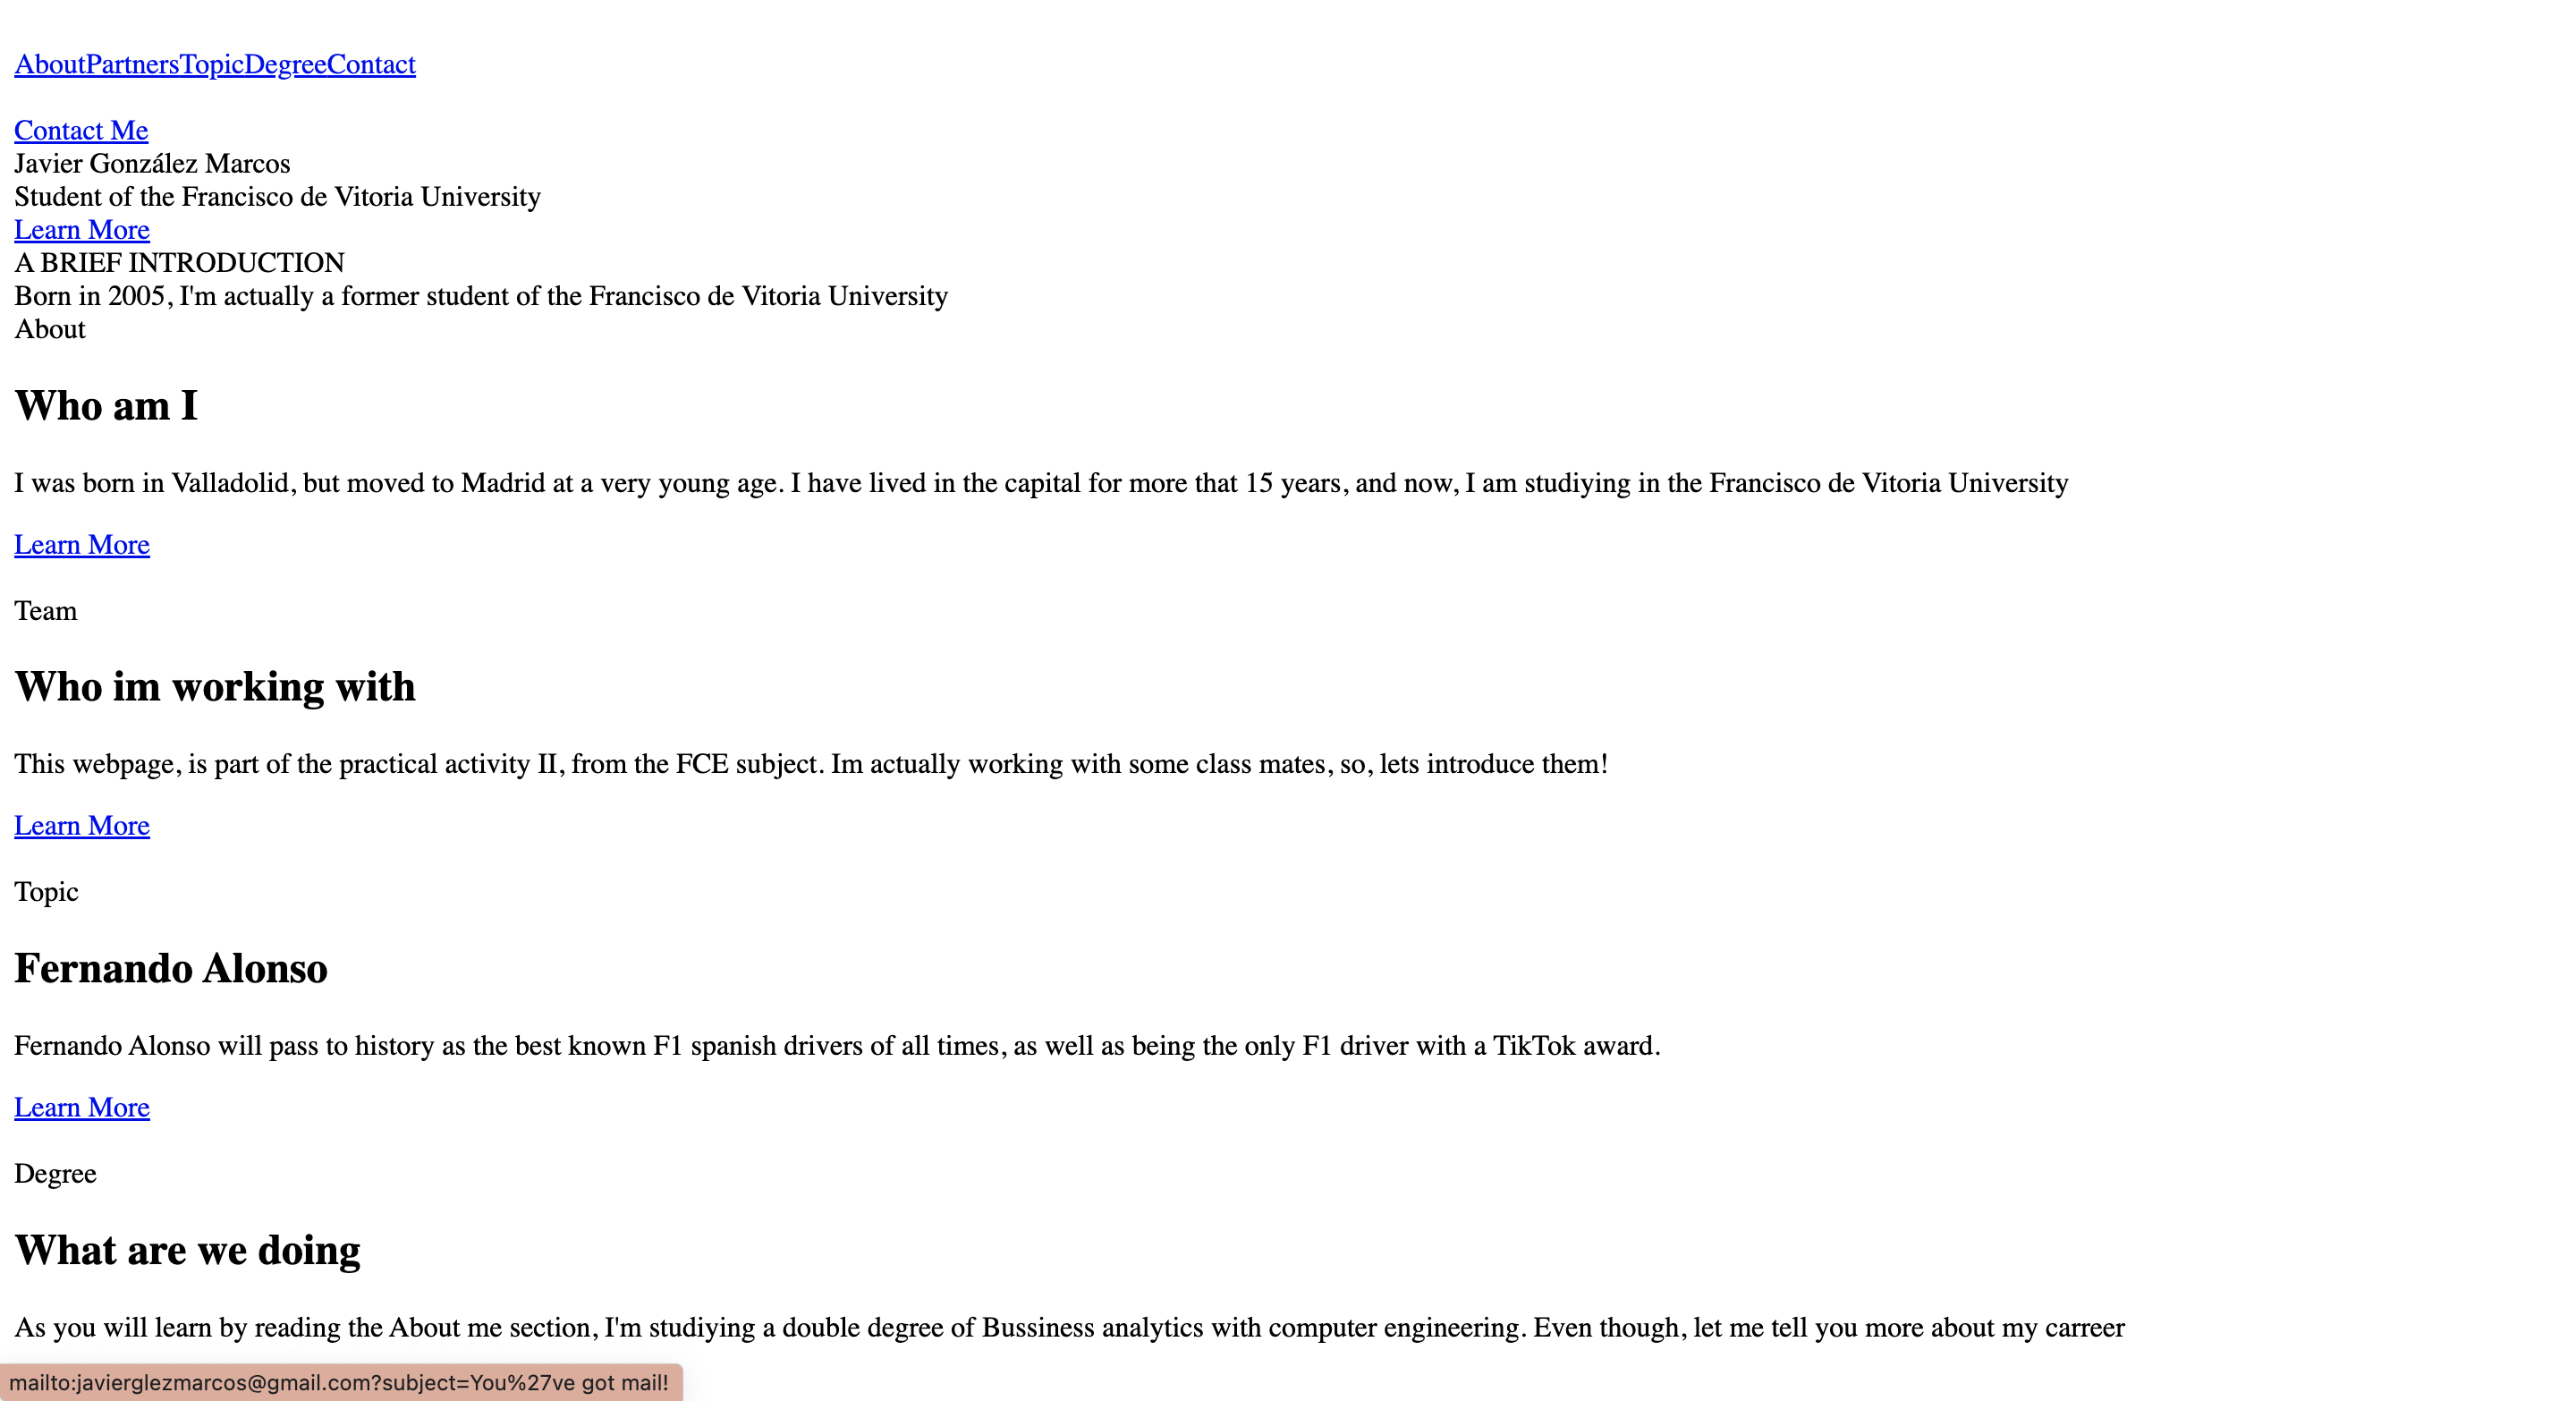 AboutPartnersTopicDegreeContact
Contact Me
Javier González Marcos
Student of the Francisco de Vitoria University
Learn More
A BRIEF INTRODUCTION
Born in 2005, I'm actually a former student of the Francisco de Vitoria University
About
Who am I
I was born in Valladolid, but moved to Madrid at a very young age. I have lived in the capital for more that 15 years, and now, I am studiying in the Francisco de Vitoria University
Learn More
Team
Who im working with
This webpage, is part of the practical activity II, from the FCE subject. Im actually working with some class mates, so, lets introduce them!
Learn More
Topic
Fernando Alonso
Fernando Alonso will pass to history as the best known F1 spanish drivers of all times, as well as being the only F1 driver with a TikTok award.
Learn More
Degree
What are we doing
As you will learn by reading the About me section, I'm studiying a double degree of Bussiness analytics with computer engineering. Even though, let me tell you more about my carreer
mailto:javierglezmarcos@gmail.com?subject=You%27ve got mail!